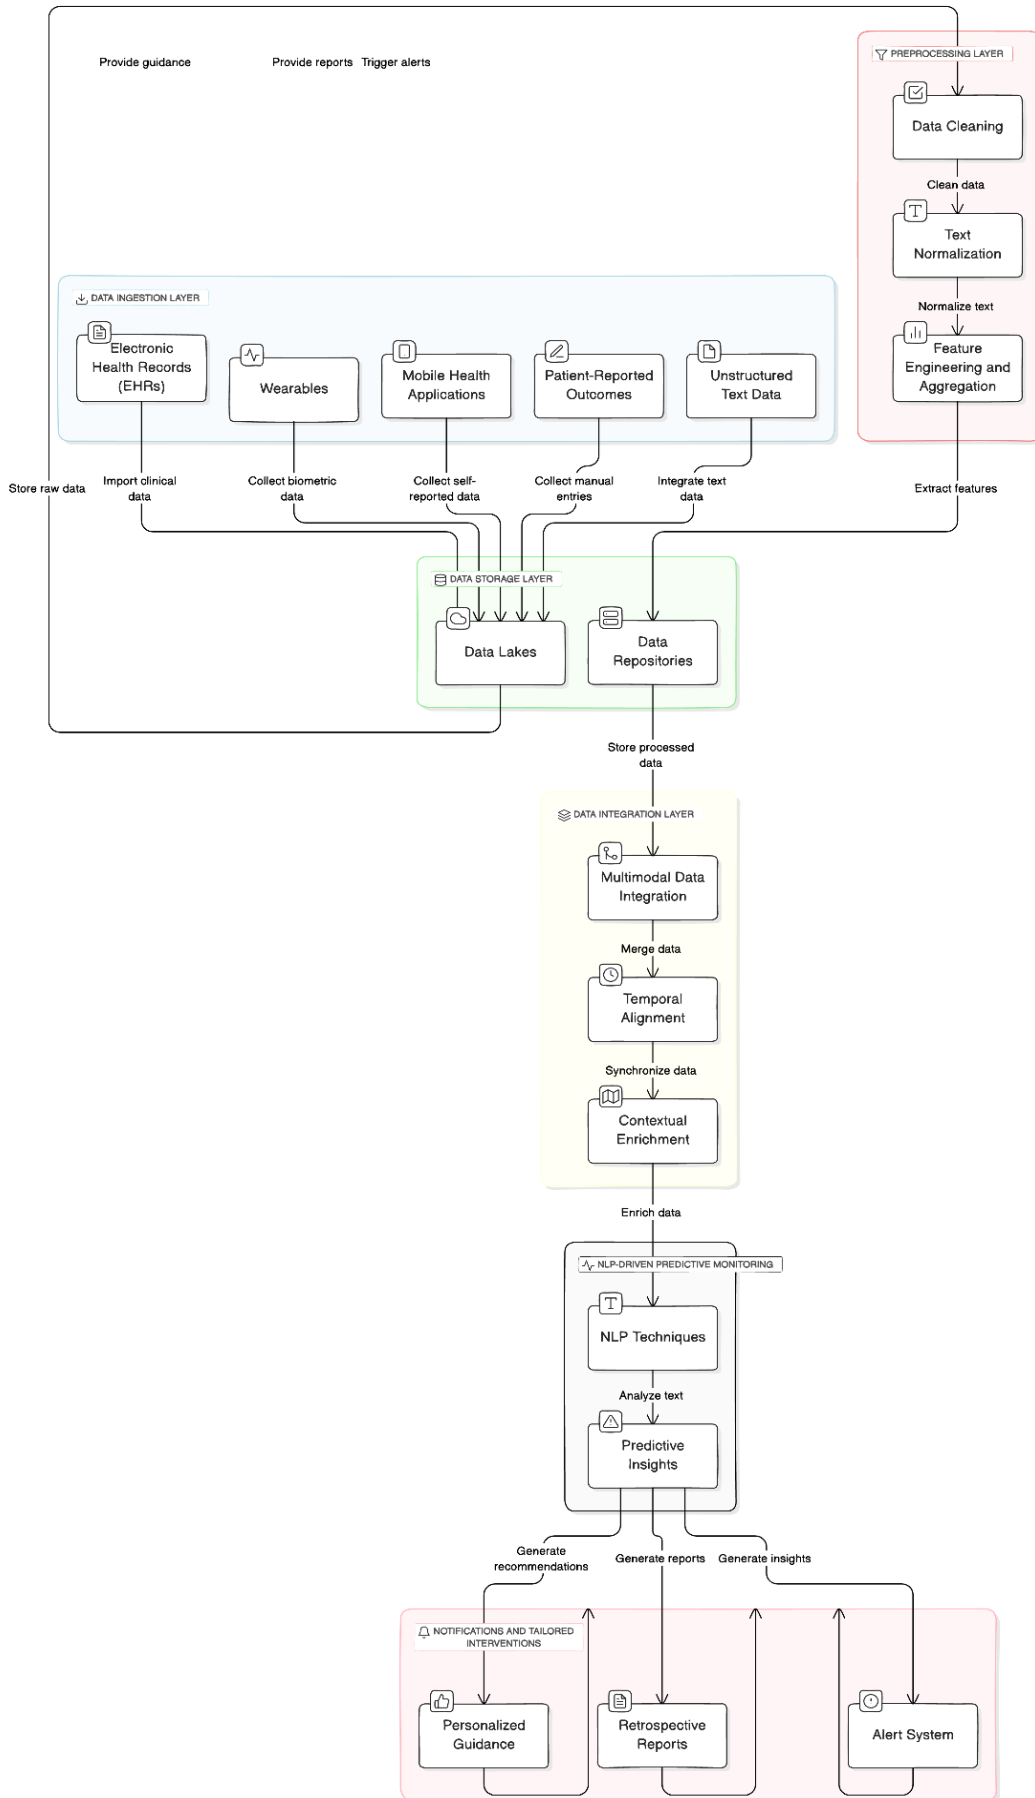 Provide guidance
Provide reports
Trigger alerts
PREPROCESSING LAYER
Data Cleaning
Clean data
Text
Normalization
Normalize text
Feature
Engineering and
Aggregation
Extract features
DATA INGESTION LAYER
Electronic
Health Records
(EHRs)
Wearables
Mobile Health
Applications
Patient-Reported
Outcomes
Unstructured
Text Data
Store raw data
Import clinical
data
Collect biometric
data
Collect self-
reported data
Collect manual
entries
Integrate text
data
DATA STORAGE LAYER
Data Lakes
Data
Repositories
Store processed
data
DATA INTEGRATION LAYER
Multimodal Data
Integration
Merge data
Temporal
Alignment
Synchronize data
Contextual
Enrichment
Enrich data
NLP-DRIVEN PREDICTIVE MONITORING
NLP Techniques
Analyze text
Predictive
Insights
Generate
recommendations
Generate reports
Generate insights
NOTIFICATIONS AND TAILORED
INTERVENTIONS
Personalized
Guidance
Retrospective
Reports
Alert System